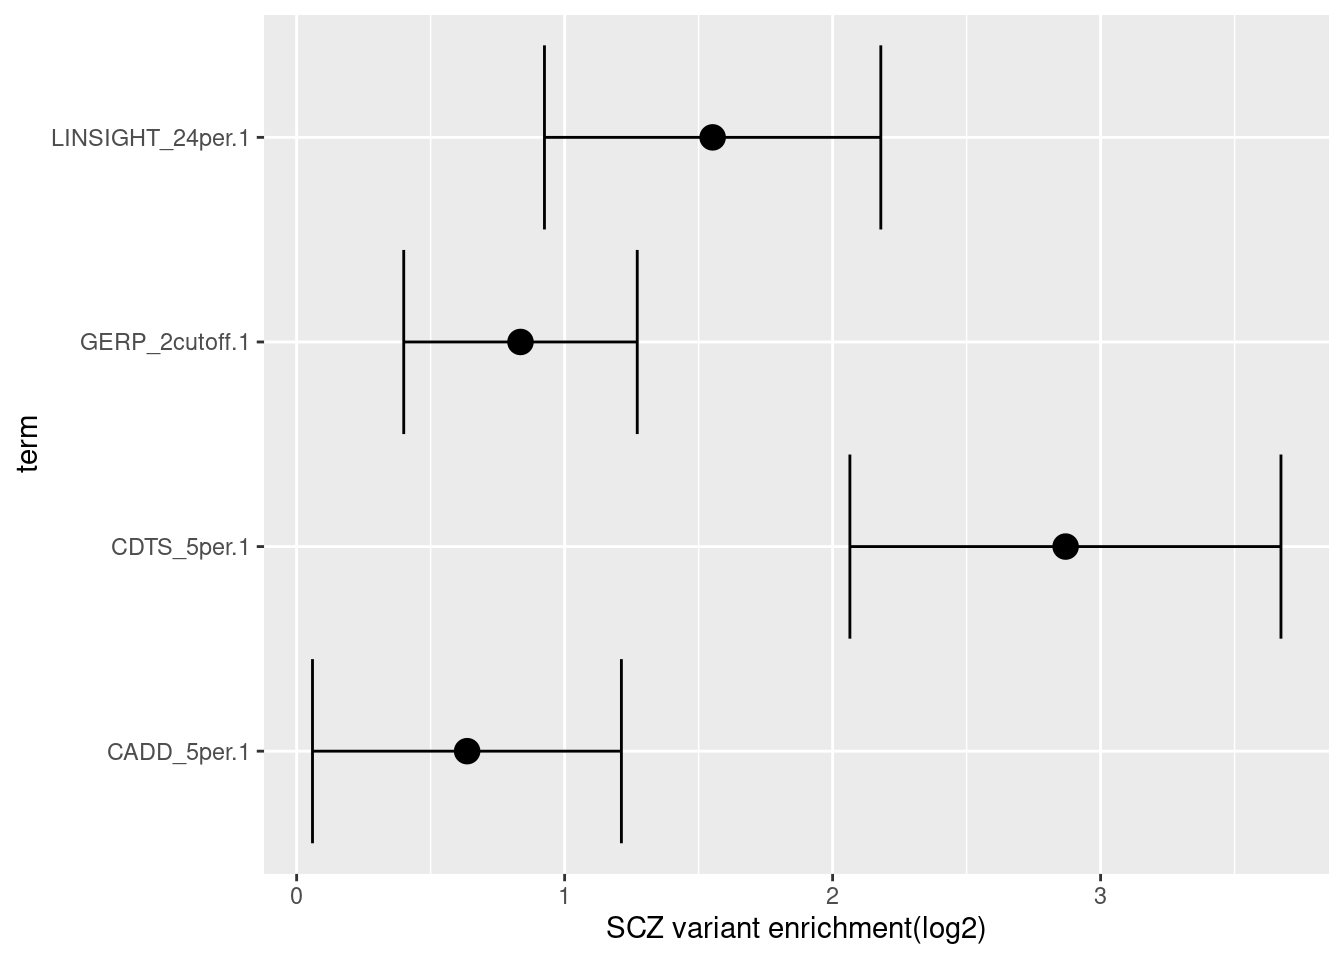 LINSIGHT_24per.1
GERP_2cutoff.1
CDTS_5per.1
CADD_5per.1
term
0 1 2 3
SCZ variant enrichment(log2)